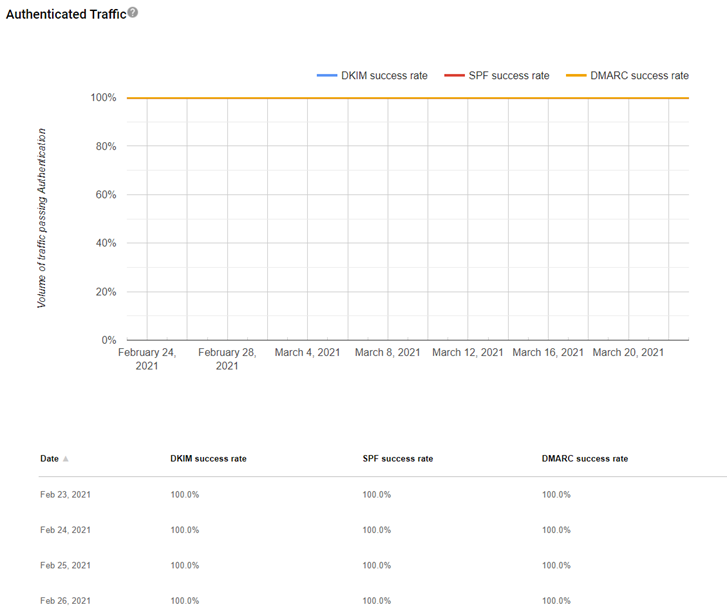 Authenticated Traffic
DKIM success rate SPF success rate DMARC success rate
Volume of traffic passing Authentication
100%
80%
60%
40%
20%
0%
February 24, 2021 February 28, 2021 March 4, 2021 March 8, 2021 March 12, 2021 March 16, 2021 March 20, 2021
Date DKIM success rate SPF success rate DMARC success rate
Feb 23, 2021 100.0% 100.0% 100.0%
Feb 24, 2021 100.0% 100.0% 100.0%
Feb 25, 2021 100.0% 100.0% 100.0%
Feb 26, 2021 100.0% 100.0% 100.0%